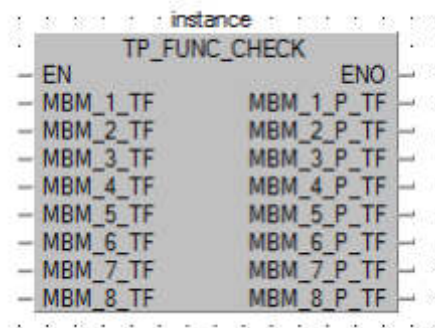 instance
TP_FUNC_CHECK
EN ENO
MBM_1_TF MBM_1_P_TF
MBM_2_TF MBM_2_P_TF
MBM_3_TF MBM_3_P_TF
MBM_4_TF MBM_4_P_TF
MBM_5_TF MBM_5_P_TF
MBM_6_TF MBM_6_P_TF
MBM_7_TF MBM_7_P_TF
MBM_8_TF MBM_8_P_TF